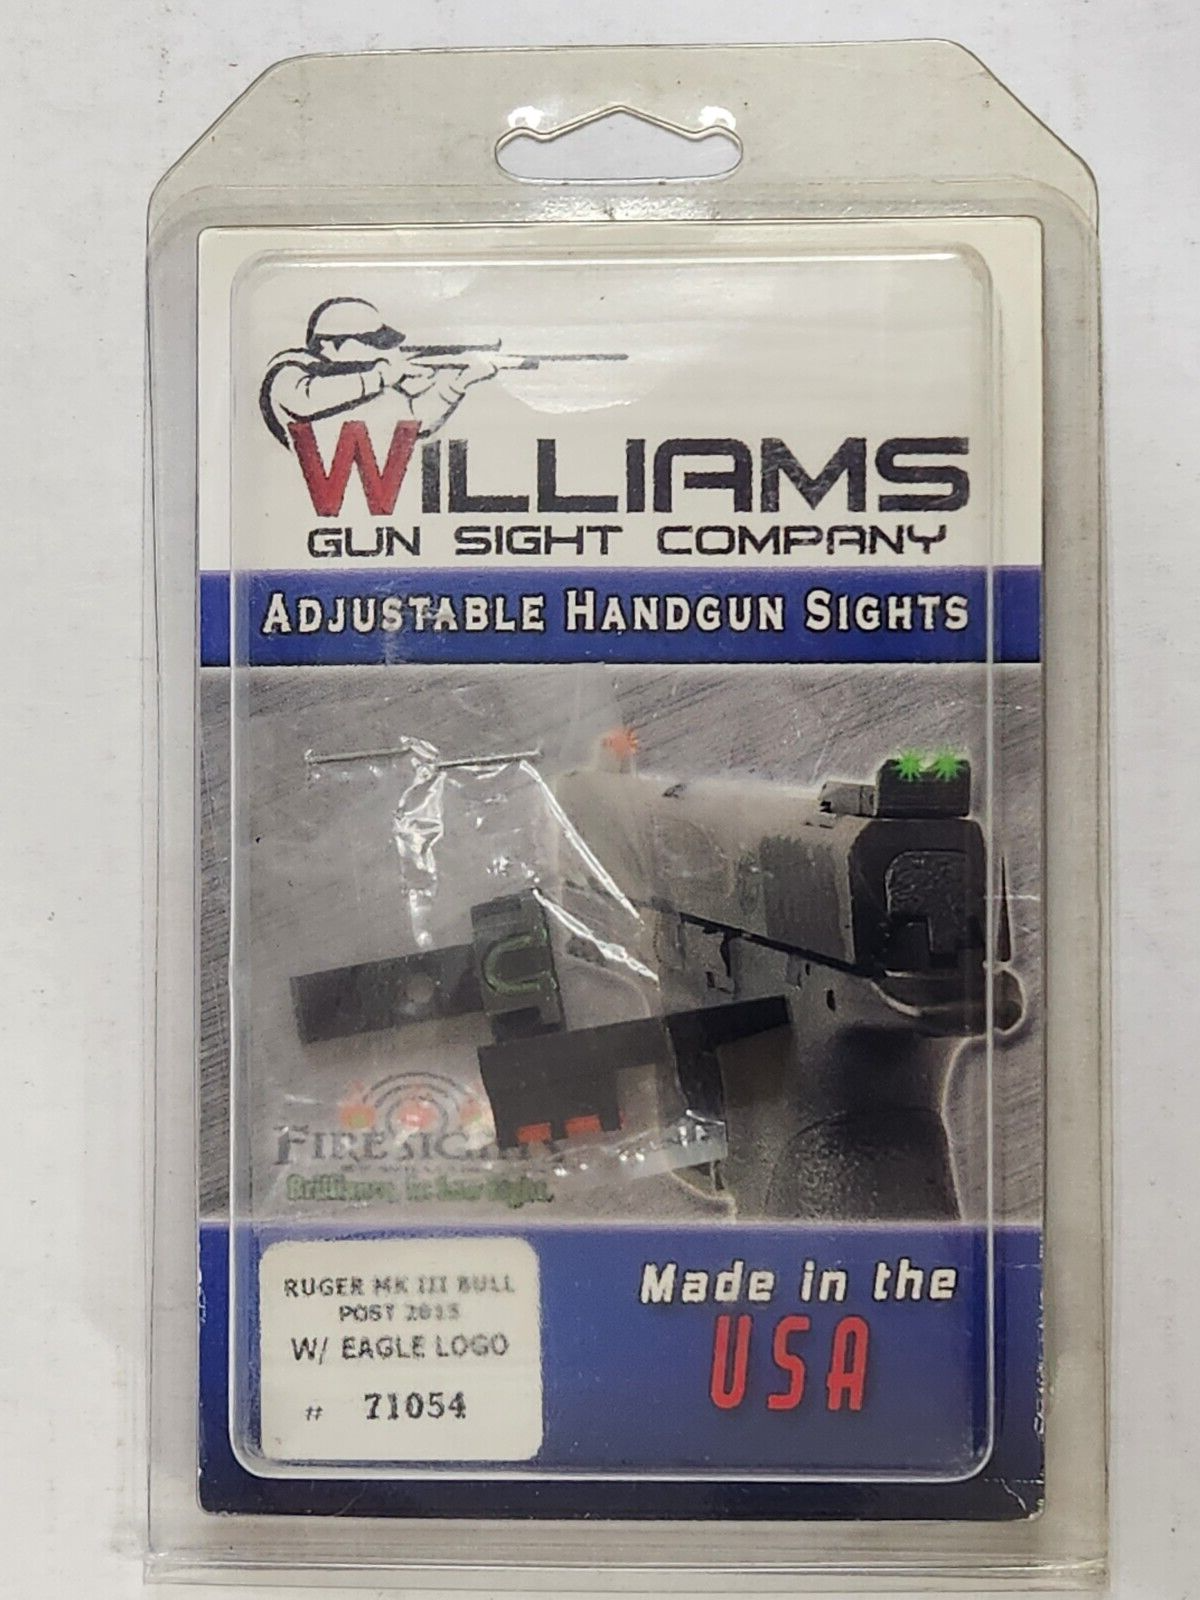 WILLIAMS
GUN SIGHT COMPANY
ADJUSTABLE HANDGUN SIGHTS
FIRESIGHTS
RUGER MK III BULL
POST 2015
W/ EAGLE LOGO
# 71054
Made in the
USA